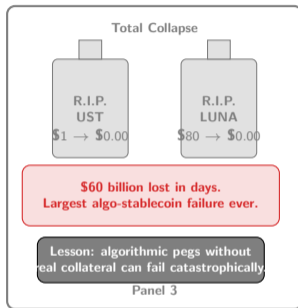 Total Collapse
R.I.P.
UST
$1 → $0.00
R.I.P.
LUNA
$80 → $0.00
$60 billion lost in days.
Largest algo-stablecoin failure ever.
Lesson: algorithmic pegs without
real collateral can fail catastrophically.
Panel 3